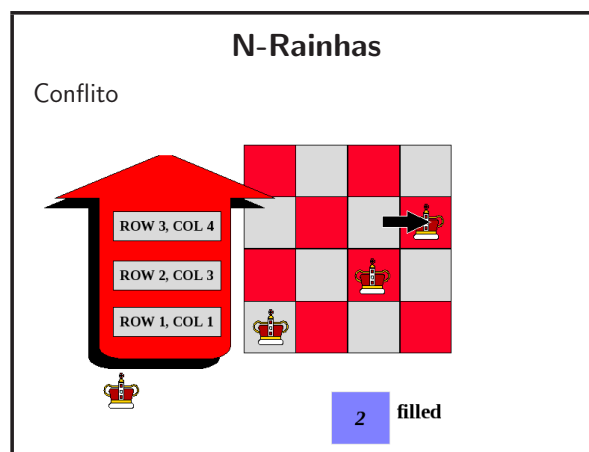 N-Rainhas
Conflito
ROW 3, COL 4
ROW 2, COL 3
ROW 1, COL 1
2 filled